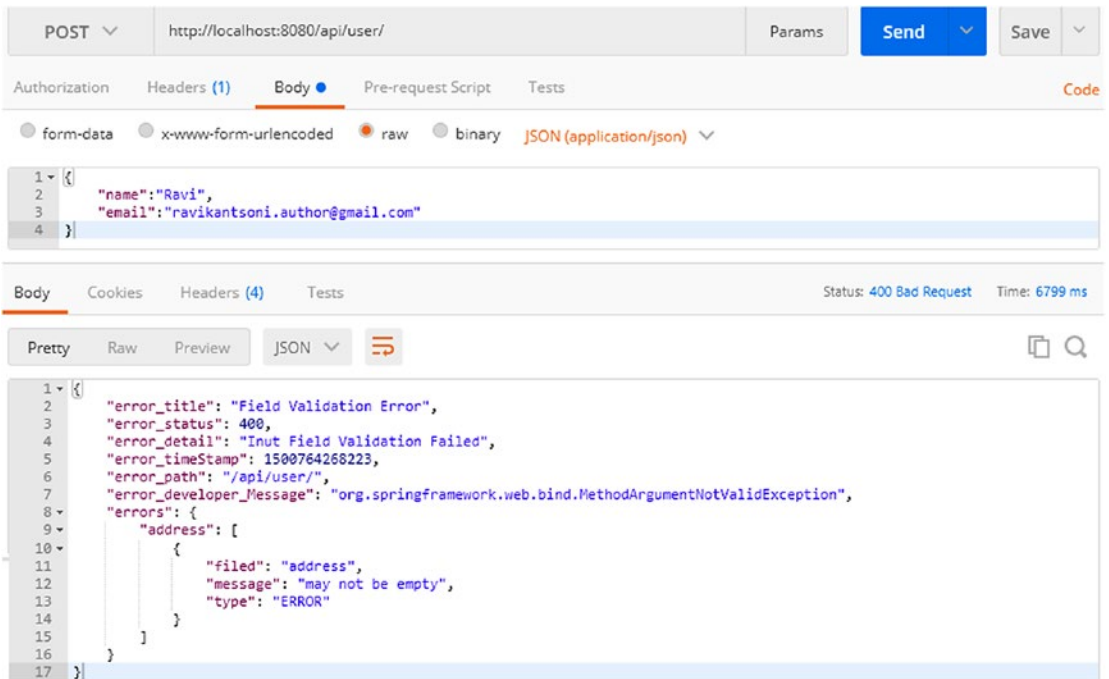 POST http://localhost:8080/api/user/ Params Send Save
Authorization Headers (1) Body Pre-request Script Tests Code
form-data x-www-form-urlencoded raw binary JSON (application/json)
1 {
2 "name":"Ravi",
3 "email":"ravikantsoni.author@gmail.com"
4 }
Body Cookies Headers (4) Tests Status: 400 Bad Request Time: 6799 ms
Pretty Raw Preview JSON
1 {
2 "error_title": "Field Validation Error",
3 "error_status": 400,
4 "error_detail": "Inut Field Validation Failed",
5 "error_timeStamp": 1500764268223,
6 "error_path": "/api/user/",
7 "error_developer_Message": "org.springframework.web.bind.MethodArgumentNotValidException",
8 "errors": {
9 "address": [
10 {
11 "filed": "address",
12 "message": "may not be empty",
13 "type": "ERROR"
14 }
15 ]
16 }
17 }